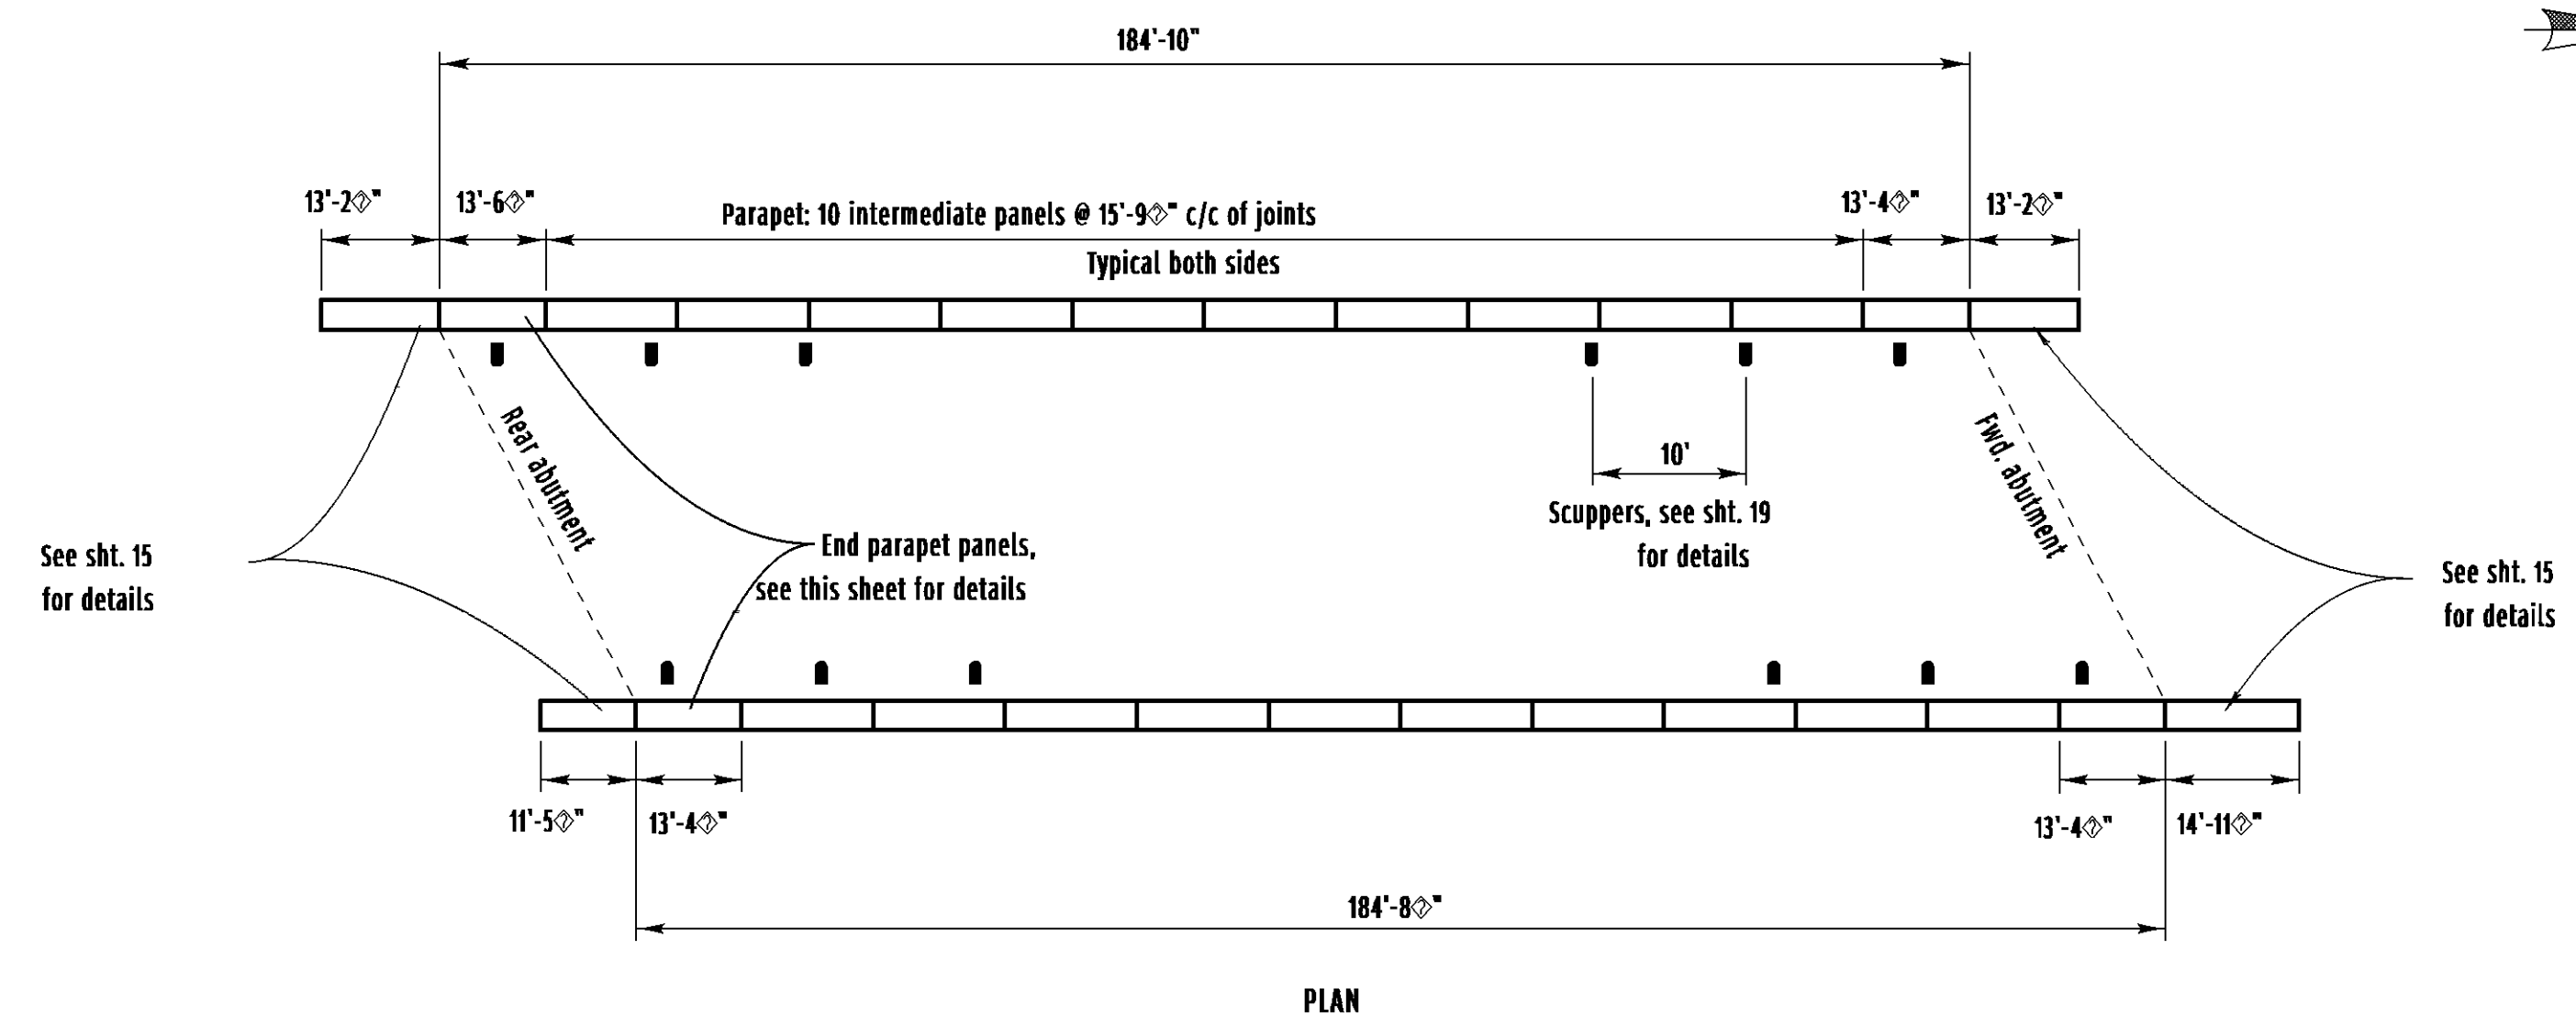 184'-10"
13'-2�"
13'-6�"
Parapet: 10 intermediate panels @ 15'-9�" c/c of joints
13'-4�"
13'-2�"
Typical both sides
Rear abutment
Fwd. abutment
10'
Scuppers, see sht. 19
for details
See sht. 15
for details
End parapet panels,
see this sheet for details
See sht. 15
for details
11'-5�"
13'-4�"
13'-4�"
14'-11�"
184'-8�"
PLAN